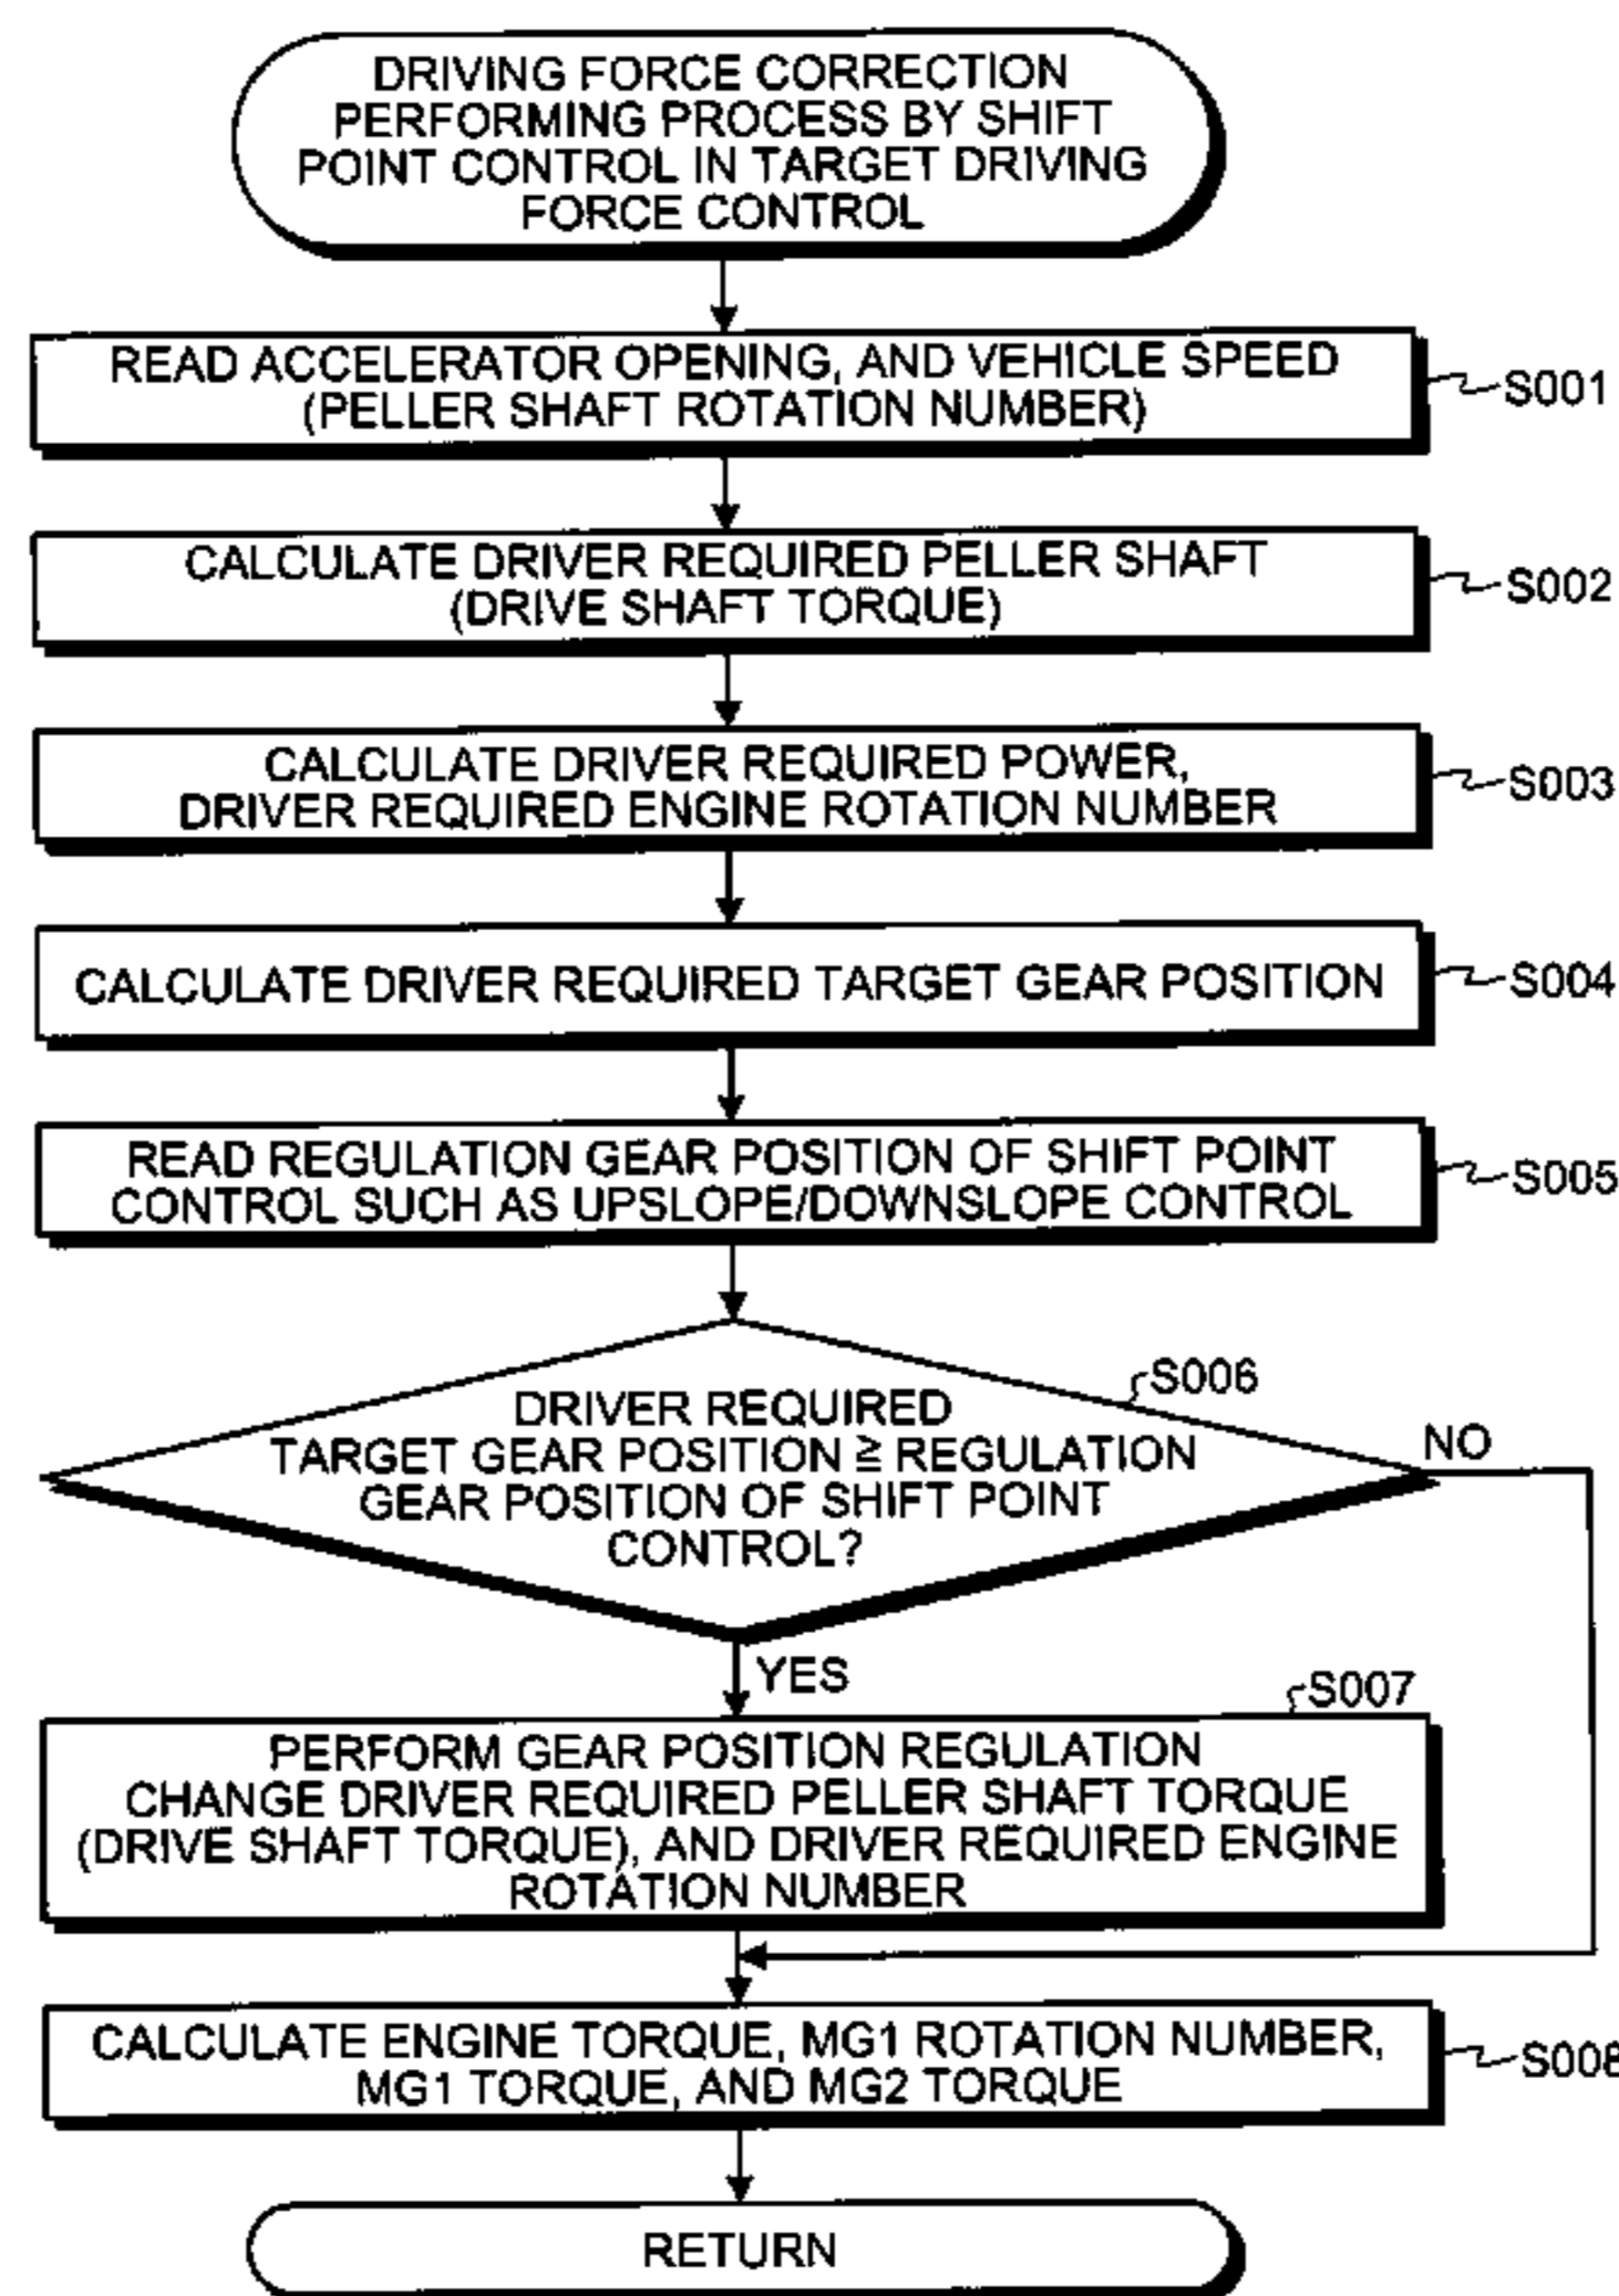 DRIVING FORCE CORRECTION
PERFORMING PROCESS BY SHIFT
POINT CONTROL IN TARGET DRIVING
FORCE CONTROL
READ ACCELERATOR OPENING, AND VEHICLE SPEED
(PELLER SHAFT ROTATION NUMBER)
S001
CALCULATE DRIVER REQUIRED PELLER SHAFT
(DRIVE SHAFT TORQUE)
S002
CALCULATE DRIVER REQUIRED POWER,
DRIVER REQUIRED ENGINE ROTATION NUMBER
S003
CALCULATE DRIVER REQUIRED TARGET GEAR POSITION
S004
READ REGULATION GEAR POSITION OF SHIFT POINT
CONTROL SUCH AS UPSLOPE/DOWNSLOPE CONTROL
S005
S006
DRIVER REQUIRED
TARGET GEAR POSITION ≧ REGULATION
GEAR POSITION OF SHIFT POINT
CONTROL?
NO
YES
S007
PERFORM GEAR POSITION REGULATION
CHANGE DRIVER REQUIRED PELLER SHAFT TORQUE
(DRIVE SHAFT TORQUE), AND DRIVER REQUIRED ENGINE
ROTATION NUMBER
CALCULATE ENGINE TORQUE, MG1 ROTATION NUMBER,
MG1 TORQUE, AND MG2 TORQUE
S008
RETURN